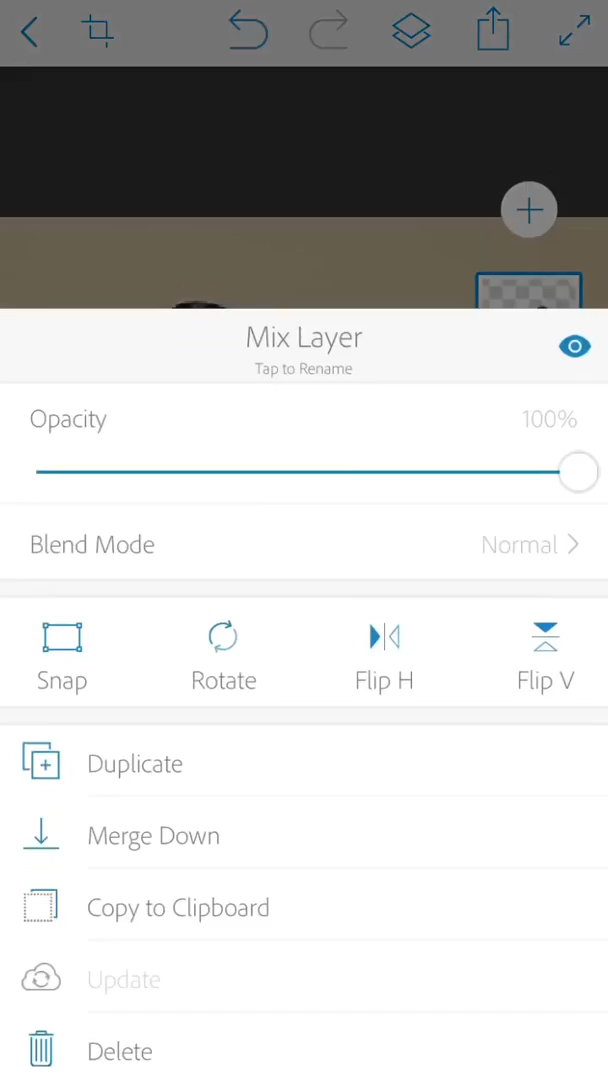 Mix Layer
Tap to Rename
Opacity 100%
Blend Mode Normal
Snap Rotate Flip H Flip V
Duplicate
Merge Down
Copy to Clipboard
Update
Delete